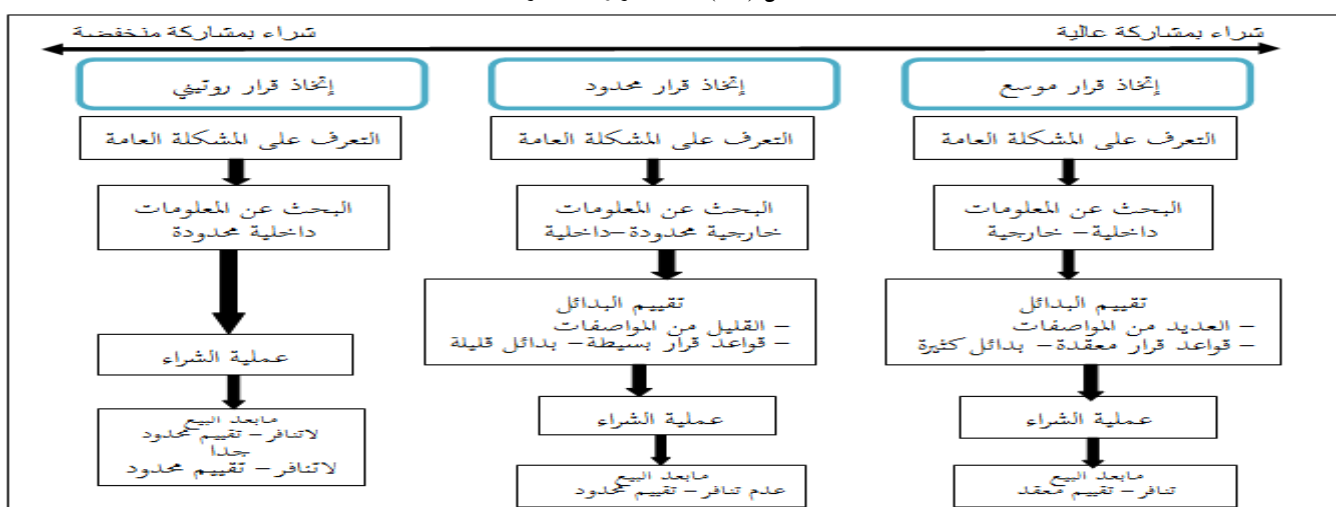 شراء بمشاركة عالية
شراء بمشاركة منخفضة
إتخاذ قرار موسع
إتخاذ قرار محدود
إتخاذ قرار روتيني
التعرف على المشكلة العامة
التعرف على المشكلة العامة
التعرف على المشكلة العامة
البحث عن المعلومات
داخلية – خارجية
البحث عن المعلومات
خارجية محدودة–داخلية
البحث عن المعلومات
داخلية محدودة
تقييم البدائل
– العديد من المواصفات
– قواعد قرار معقدة– بدائل كثيرة
تقييم البدائل
– القليل من المواصفات
– قواعد قرار بسيطة– بدائل قليلة
عملية الشراء
عملية الشراء
عملية الشراء
مابعد البيع
تنافر– تقييم معقد
مابعد البيع
عدم تنافر– تقييم محدود
مابعد البيع
لاتنافر– تقييم محدود
جدا
لاتنافر– تقييم محدود